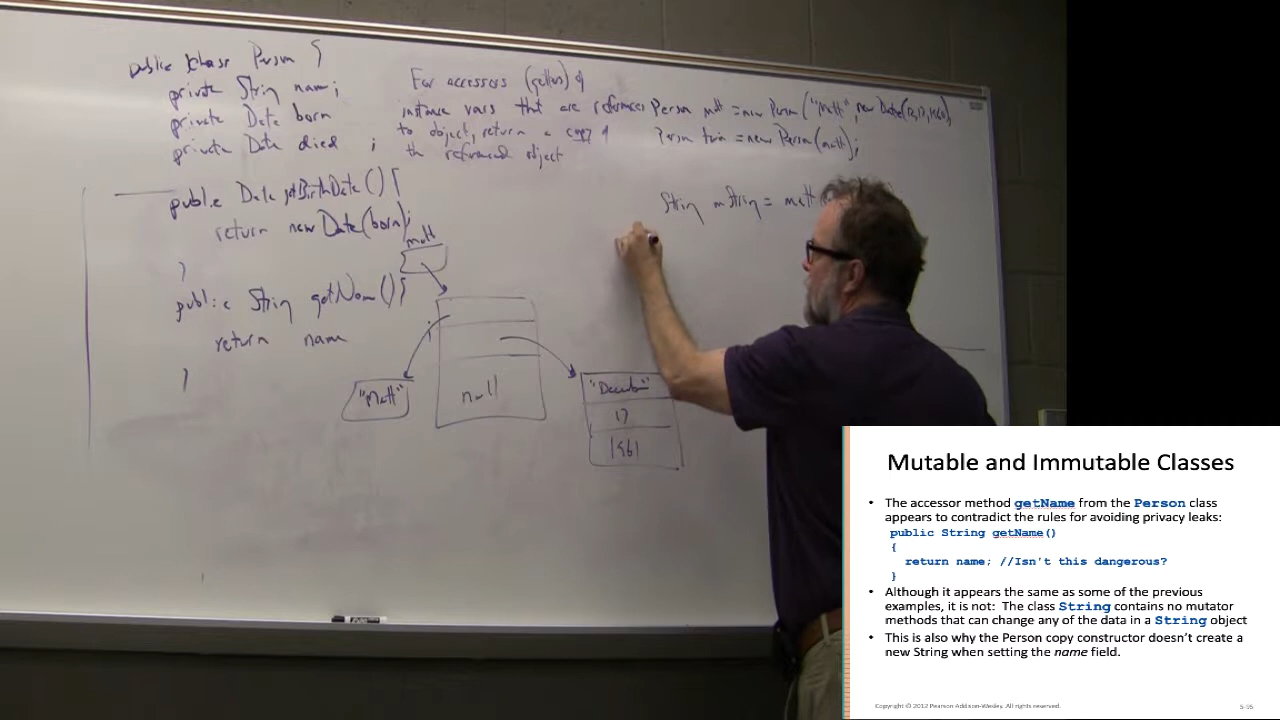 public class Person {
private String name;
private Date born
private Date died ;
For accessors (getters) of
instance vars that are references
to object, return a copy of
the referenced object
Person matt = new Person ("Matt", new Date(12,17,1961),
Person twin = new Person(matt);
public Date getBirthDate() {
return new Date(born);
}
public String getName() {
return name
}
String mString = matt
matt
"Matt"
null
17
1961
Mutable and Immutable Classes
• The accessor method getName from the Person class
appears to contradict the rules for avoiding privacy leaks:
public String getName()
{
return name; //Isn't this dangerous?
}
• Although it appears the same as some of the previous
examples, it is not: The class String contains no mutator
methods that can change any of the data in a String object
• This is also why the Person copy constructor doesn't create a
new String when setting the name field.
Copyright © 2012 Pearson Addison-Wesley. All rights reserved.
5-95